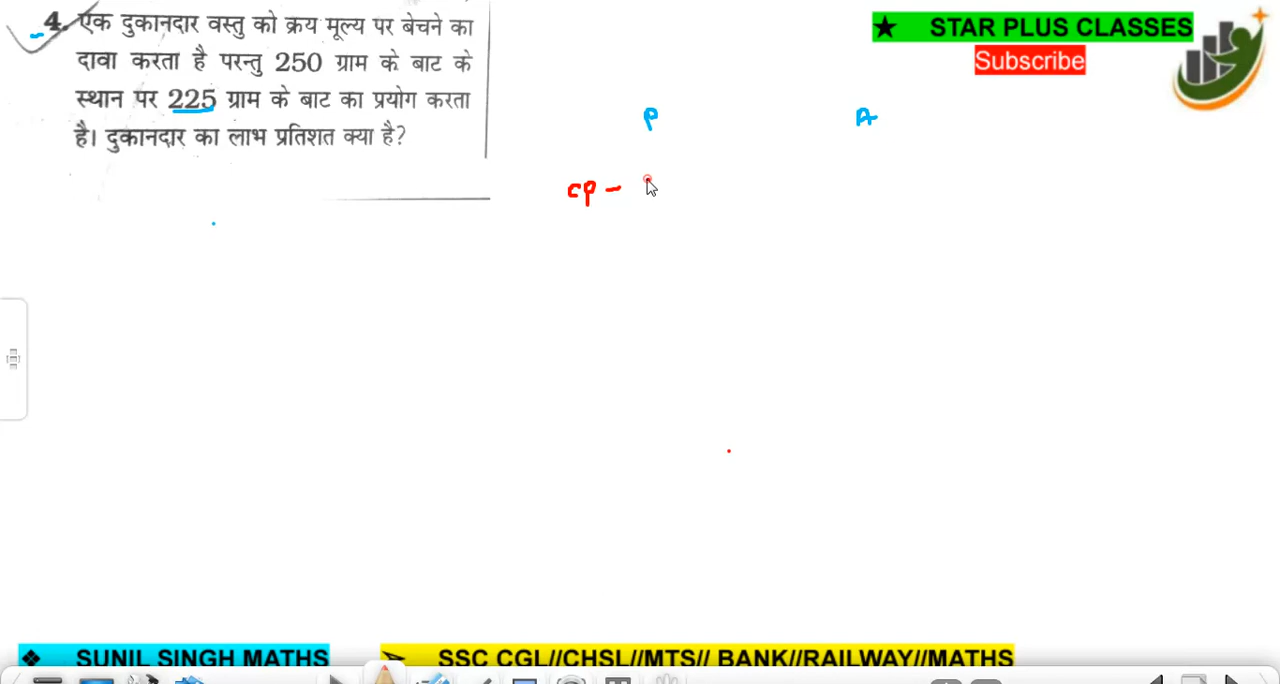 4. एक दुकानदार वस्तु को क्रय मूल्य पर बेचने का
दावा करता है परन्तु 250 ग्राम के बाट के
स्थान पर 225 ग्राम के बाट का प्रयोग करता
है। दुकानदार का लाभ प्रतिशत क्या है?
★ STAR PLUS CLASSES
Subscribe
P A
CP –
❖ SUNIL SINGH MATHS
➢ SSC CGL//CHSL//MTS// BANK//RAILWAY//MATHS